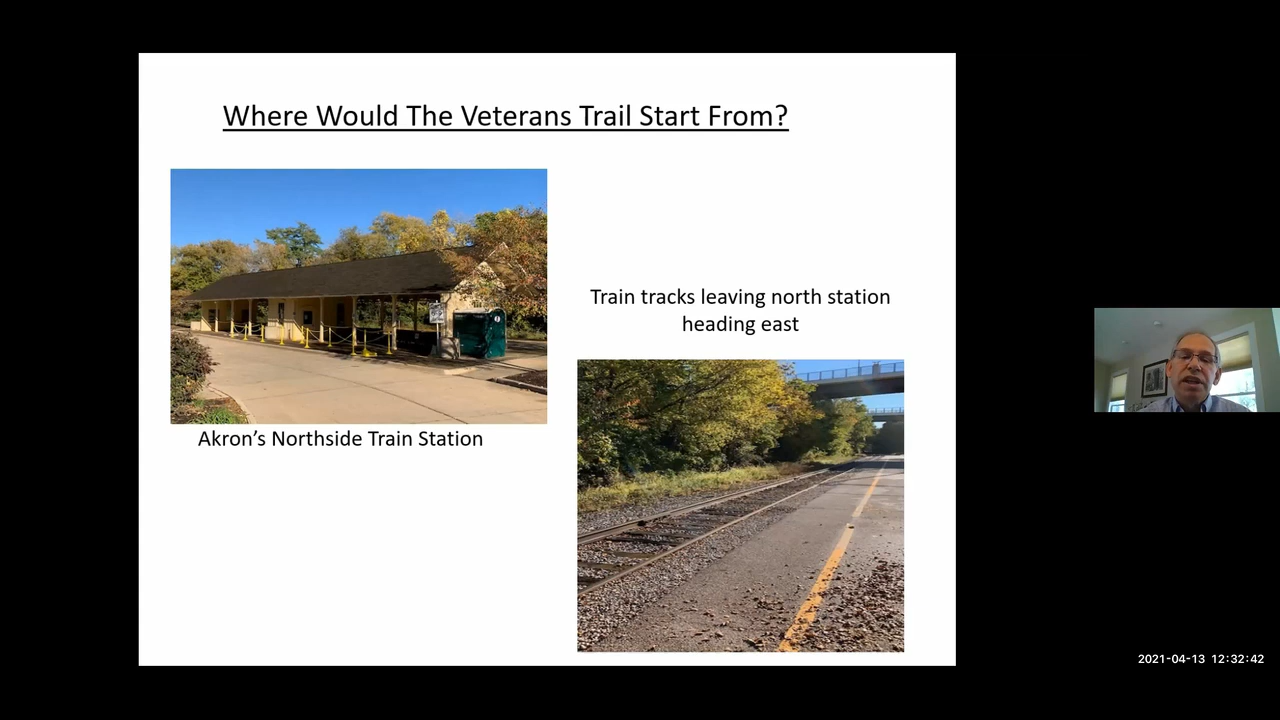 Where Would The Veterans Trail Start From?
Train tracks leaving north station
heading east
Akron's Northside Train Station
2021-04-13 12:32:42